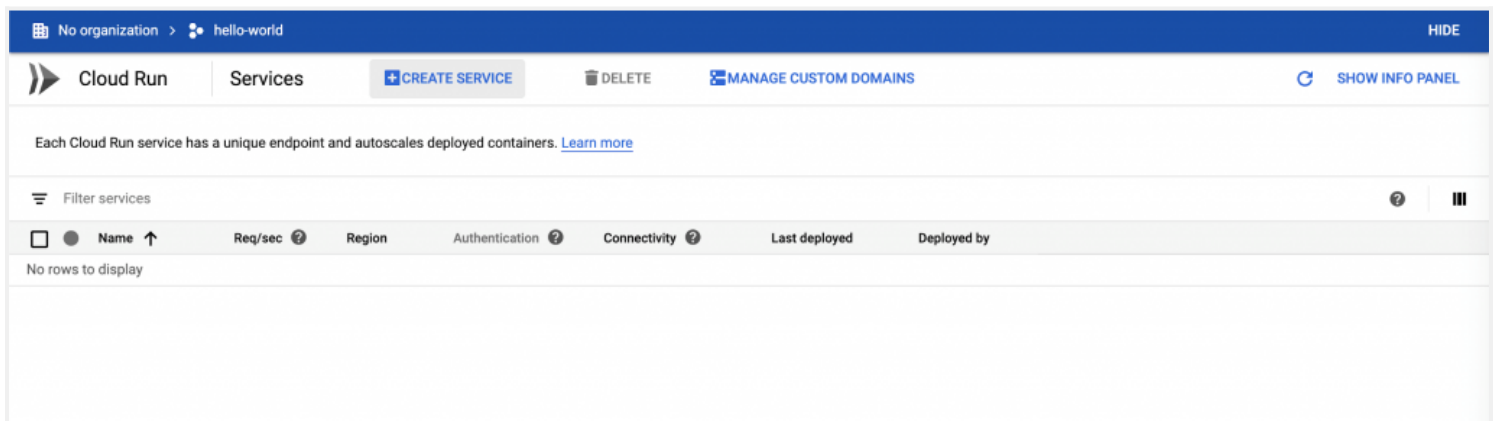 No organization > hello-world HIDE
Cloud Run Services CREATE SERVICE DELETE MANAGE CUSTOM DOMAINS SHOW INFO PANEL
Each Cloud Run service has a unique endpoint and autoscales deployed containers. Learn more
Filter services
Name Req/sec Region Authentication Connectivity Last deployed Deployed by
No rows to display